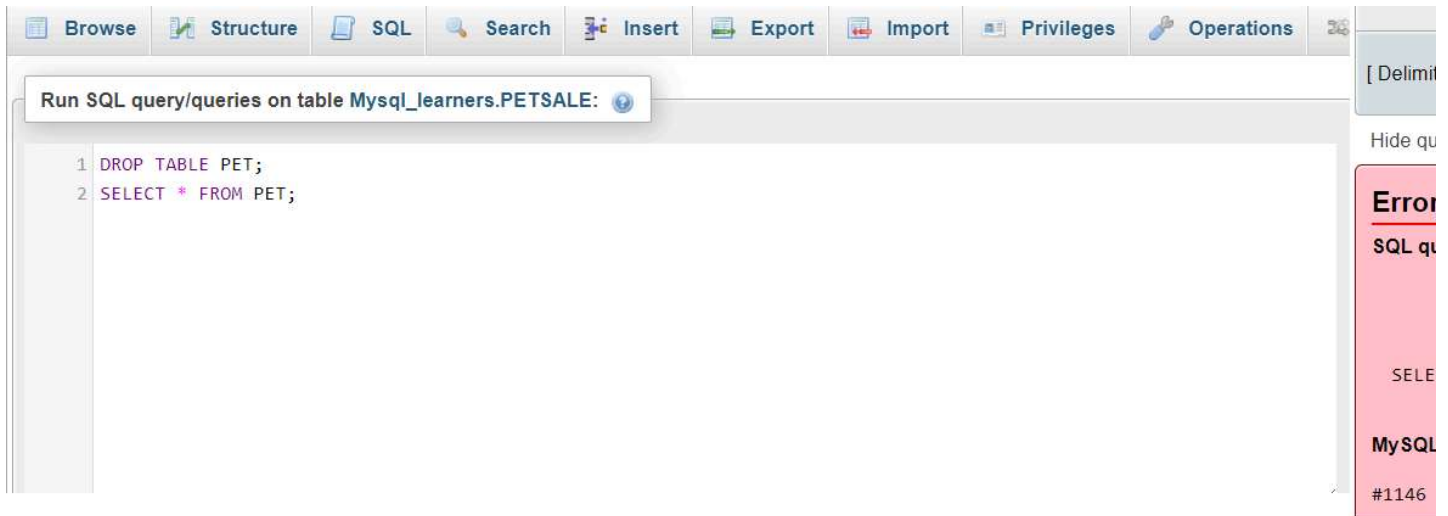 Browse Structure SQL Search Insert Export Import Privileges Operations
Run SQL query/queries on table Mysql_learners.PETSALE:
1 DROP TABLE PET;
2 SELECT * FROM PET;
[ Delimit
Hide qu
Error
SQL qu
SELE
MySQL
#1146